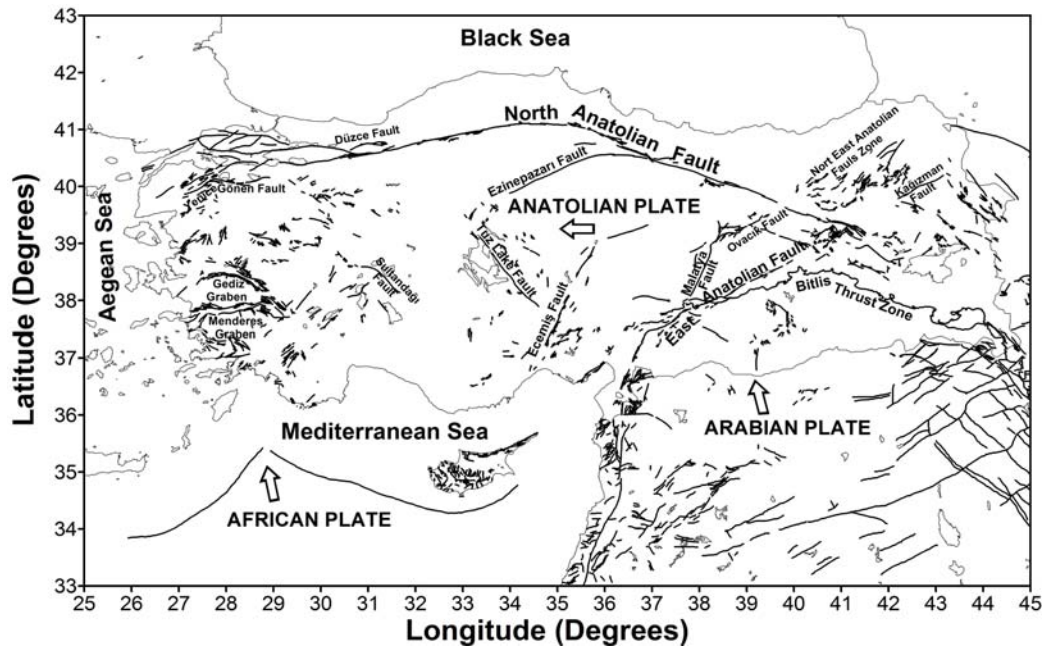 43
42
41
40
39
38
37
36
35
34
33
Latitude (Degrees)
Black Sea
North Anatolian Fault
Düzce Fault
Nort East Anatolian
Fauls Zone
Kağızman
Fault
Ezinepazarı Fault
Yenice
Gönen Fault
Aegean Sea
ANATOLIAN PLATE
Ovacık Fault
Tuz Lake Fault
Malatya
Fault
Sultandağı
Fault
Gediz
Graben
East Anatolian Fault
Bitlis Thrust Zone
Menderes
Graben
Ecemiş Fault
Mediterranean Sea
ARABIAN PLATE
AFRICAN PLATE
25 26 27 28 29 30 31 32 33 34 35 36 37 38 39 40 41 42 43 44 45
Longitude (Degrees)